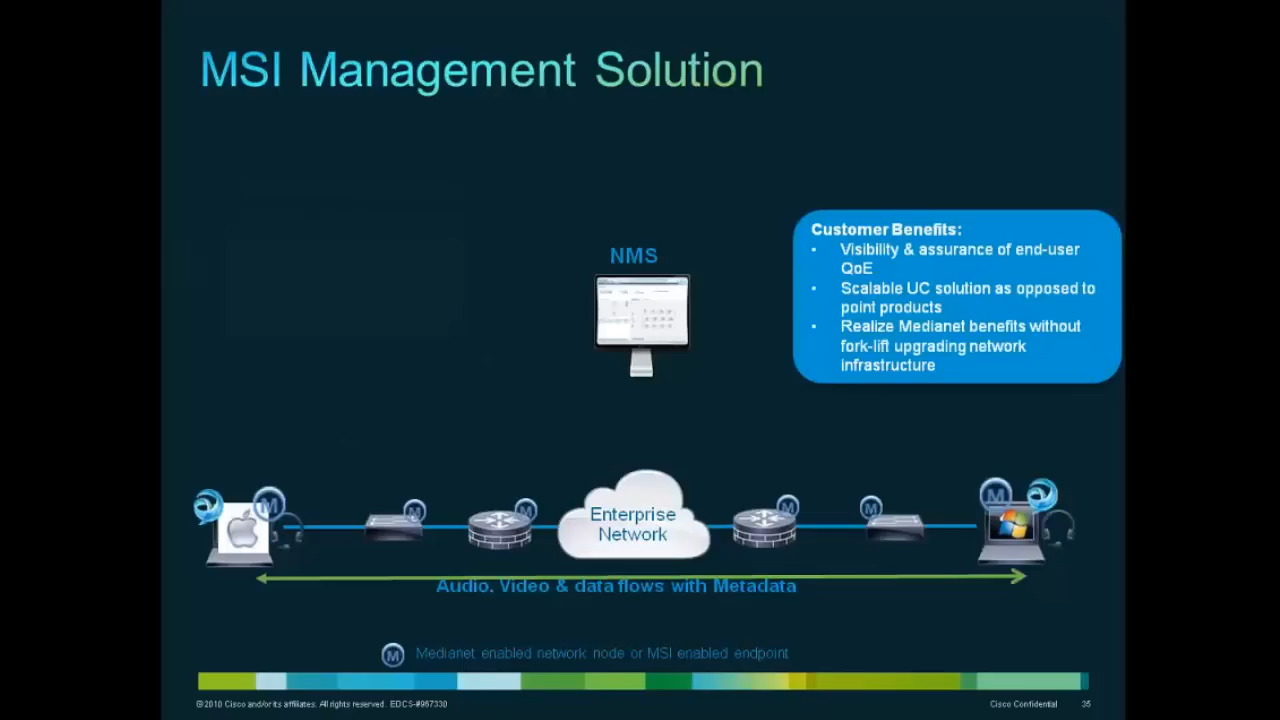 MSI Management Solution
NMS
Customer Benefits:
• Visibility & assurance of end-user
QoE
• Scalable UC solution as opposed to
point products
• Realize Medianet benefits without
fork-lift upgrading network
infrastructure
M
M
M
Enterprise
Network
M
M
M
Audio, Video & data flows with Metadata
M Medianet enabled network node or MSI enabled endpoint
© 2010 Cisco and/or its affiliates. All rights reserved. EDCS-#967330
Cisco Confidential
35